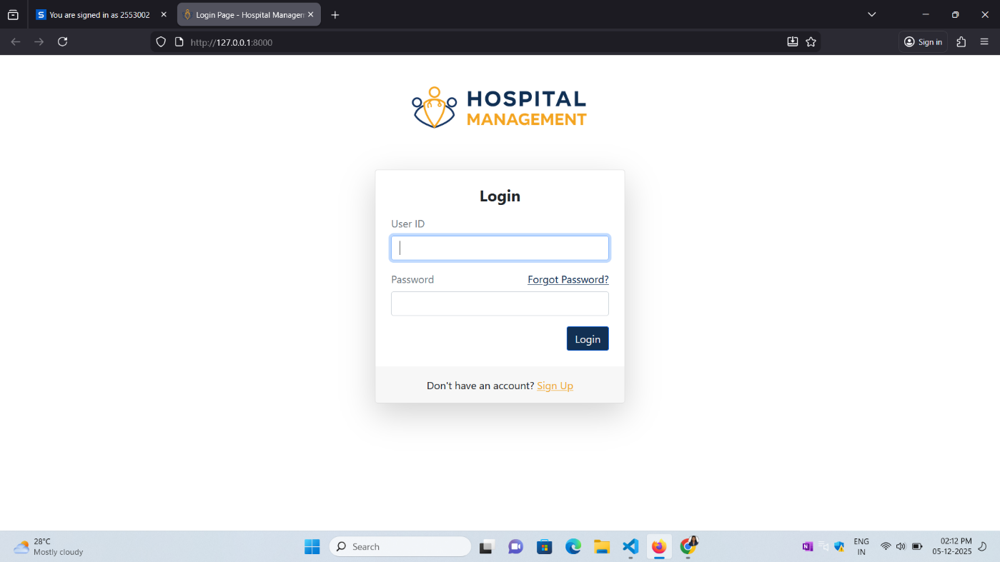 You are signed in as 2553002
Login Page - Hospital Managem
http://127.0.0.1:8000
Sign in
HOSPITAL
MANAGEMENT
Login
User ID
Password Forgot Password?
Login
Don't have an account? Sign Up
28°C
Mostly cloudy
Search
ENG
IN
02:12 PM
05-12-2025